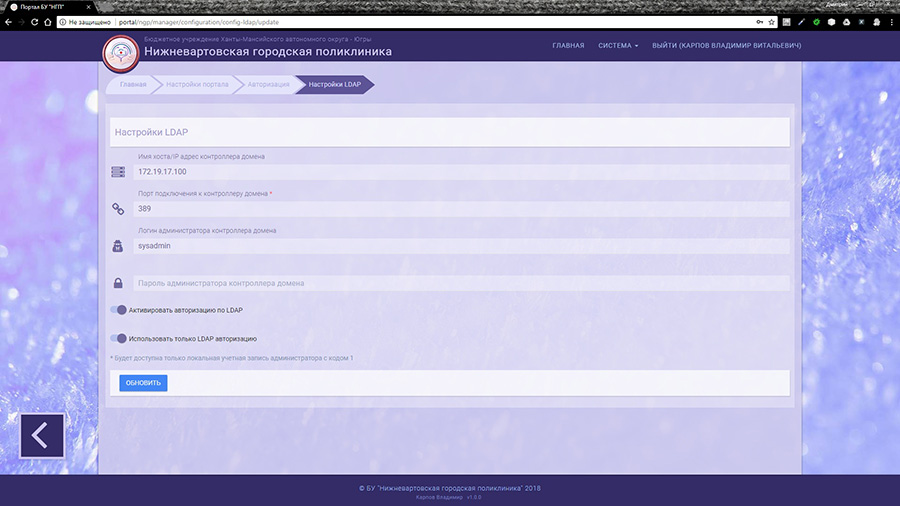 Портал БУ "НГП"
Дмитрий
Не защищено
portal/ngp/manager/configuration/config-ldap/update
Бюджетное учреждение Ханты-Мансийского автономного округа - Югры
Нижневартовская городская поликлиника
ГЛАВНАЯ
СИСТЕМА
ВЫЙТИ (КАРПОВ ВЛАДИМИР ВИТАЛЬЕВИЧ)
Главная
Настройки портала
Авторизация
Настройки LDAP
Настройки LDAP
Имя хоста/IP адрес контроллера домена
172.19.17.100
Порт подключения к контроллеру домена *
389
Логин администратора контроллера домена
sysadmin
Пароль администратора контроллера домена
Активировать авторизацию по LDAP
Использовать только LDAP авторизацию
* Будет доступна только локальная учетная запись администратора с кодом 1
ОБНОВИТЬ
© БУ "Нижневартовская городская поликлиника" 2018
Карпов Владимир v1.0.0